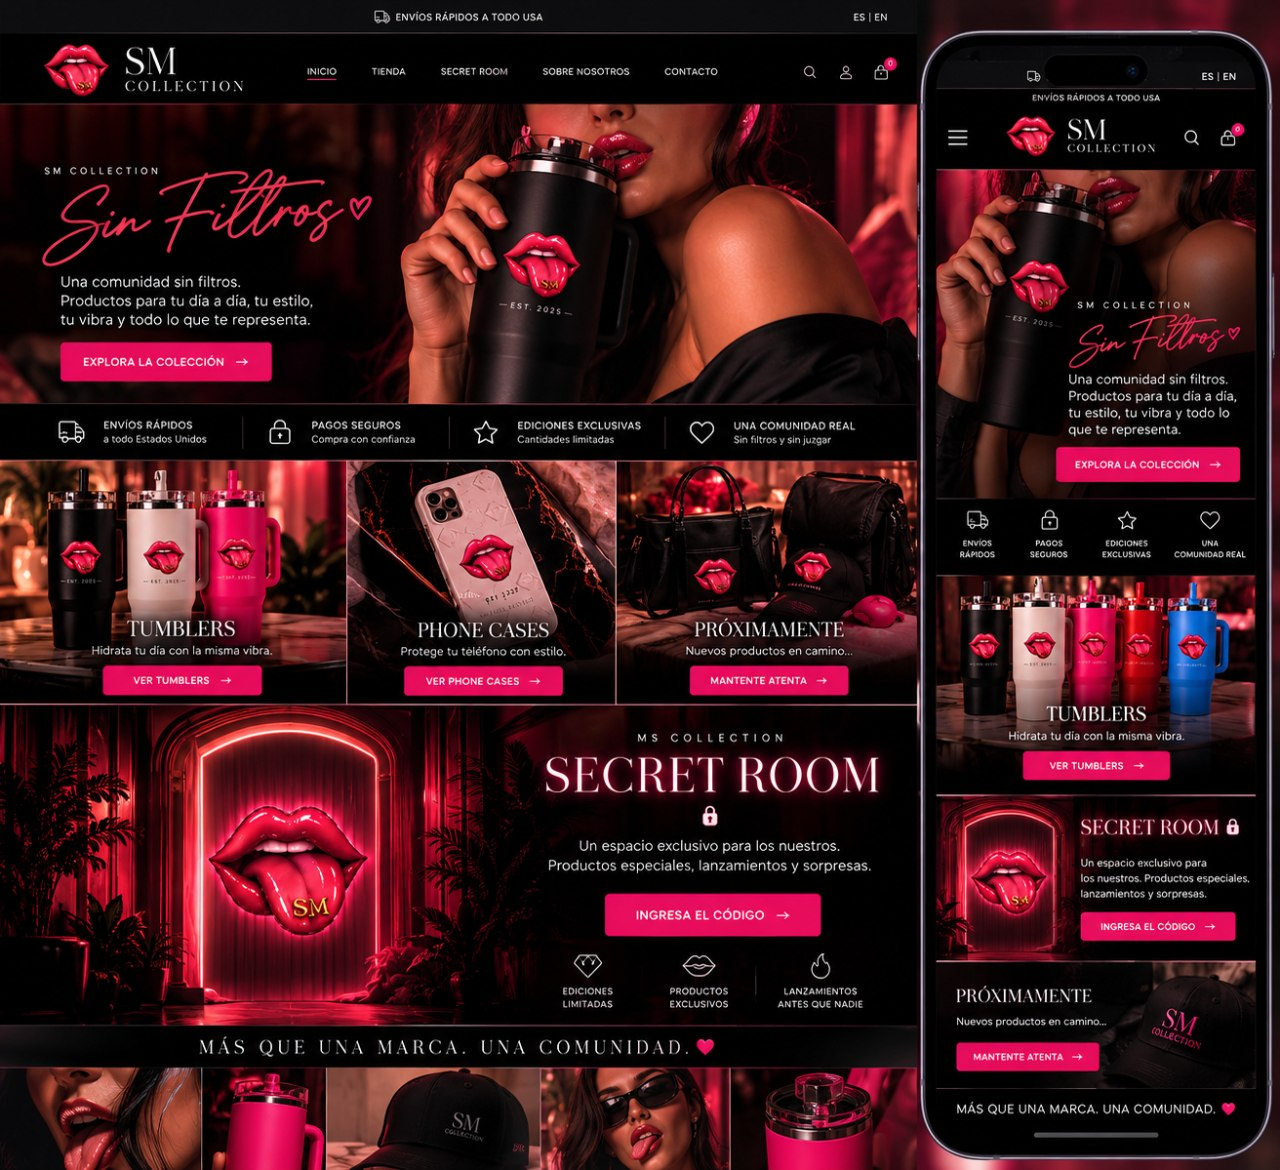 ENVÍOS RÁPIDOS A TODO USA
ES | EN
SM
COLLECTION
INICIO
TIENDA
SECRET ROOM
SOBRE NOSOTROS
CONTACTO
0
SM COLLECTION
Sin Filtros
Una comunidad sin filtros.
Productos para tu día a día, tu estilo,
tu vibra y todo lo que te representa.
EXPLORA LA COLECCIÓN →
SM
—EST. 2025—
ENVÍOS RÁPIDOS
a todo Estados Unidos
PAGOS SEGUROS
Compra con confianza
EDICIONES EXCLUSIVAS
Cantidades limitadas
UNA COMUNIDAD REAL
Sin filtros y sin juzgar
TUMBLERS
Hidrata tu día con la misma vibra.
VER TUMBLERS →
PHONE CASES
Protege tu teléfono con estilo.
VER PHONE CASES →
PRÓXIMAMENTE
Nuevos productos en camino...
MANTENTE ATENTA →
SM
MS COLLECTION
SECRET ROOM
Un espacio exclusivo para los nuestros.
Productos especiales, lanzamientos y sorpresas.
INGRESA EL CÓDIGO →
EDICIONES
LIMITADAS
PRODUCTOS
EXCLUSIVOS
LANZAMIENTOS
ANTES QUE NADIE
MÁS QUE UNA MARCA. UNA COMUNIDAD.
SM
COLLECTION
ES | EN
ENVÍOS RÁPIDOS A TODO USA
SM
COLLECTION
0
SM
—EST. 2025—
SM COLLECTION
Sin Filtros
Una comunidad sin filtros.
Productos para tu día a día,
tu estilo, tu vibra y todo lo
que te representa.
EXPLORA LA COLECCIÓN →
ENVÍOS
RÁPIDOS
PAGOS
SEGUROS
EDICIONES
EXCLUSIVAS
UNA
COMUNIDAD REAL
TUMBLERS
Hidrata tu día con la misma vibra.
VER TUMBLERS →
SM
SECRET ROOM
Un espacio exclusivo para
los nuestros. Productos especiales,
lanzamientos y sorpresas.
INGRESA EL CÓDIGO →
PRÓXIMAMENTE
Nuevos productos en camino...
MANTENTE ATENTA →
SM
COLLECTION
MÁS QUE UNA MARCA. UNA COMUNIDAD.